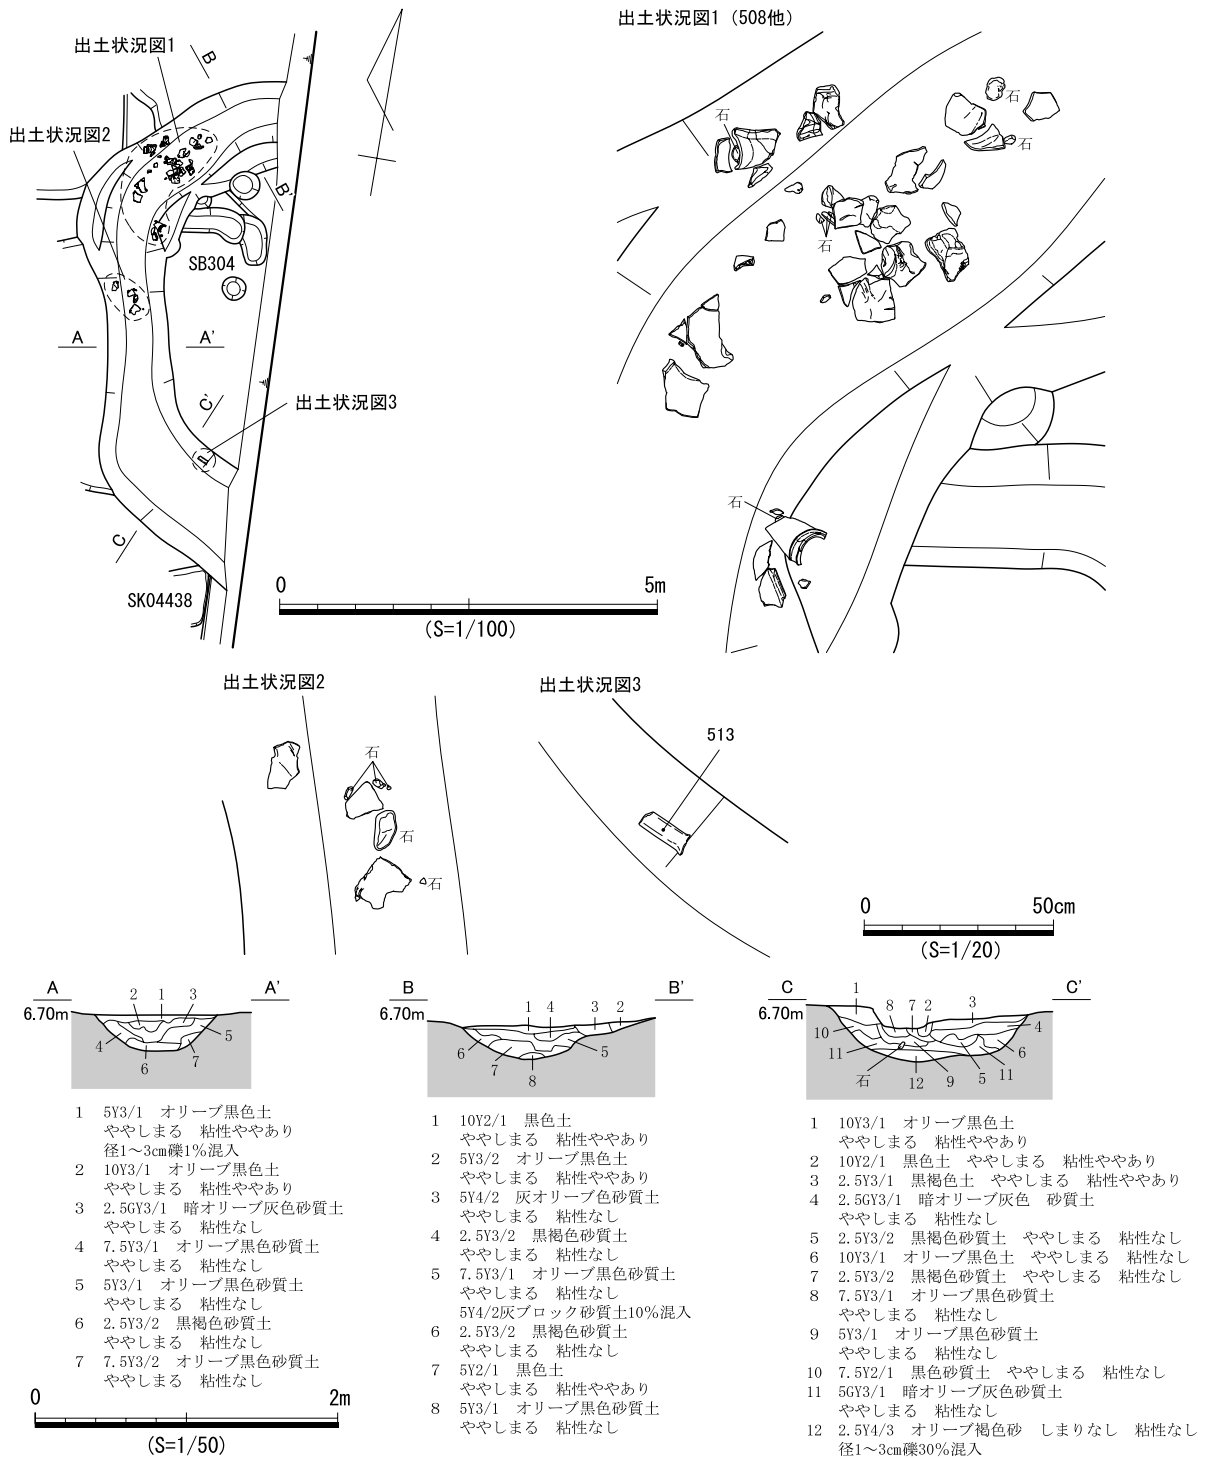 出土状況図1
出土状況図2
B
B'
SB304
A
A'
C'
出土状況図3
C
SK04438
0
5m
(S=1/100)
出土状況図1（508他）
石
石
石
石
石
出土状況図2
石
石
石
出土状況図3
513
0
50cm
(S=1/20)
A
A'
6.70m
2
1
3
4
5
6
7
1 5Y3/1 オリーブ黒色土
ややしまる 粘性ややあり
径1～3㎝礫1％混入
2 10Y3/1 オリーブ黒色土
ややしまる 粘性ややあり
3 2.5GY3/1 暗オリーブ灰色砂質土
ややしまる 粘性なし
4 7.5Y3/1 オリーブ黒色砂質土
ややしまる 粘性なし
5 5Y3/1 オリーブ黒色砂質土
ややしまる 粘性なし
6 2.5Y3/2 黒褐色砂質土
ややしまる 粘性なし
7 7.5Y3/2 オリーブ黒色砂質土
ややしまる 粘性なし
0
2m
(S=1/50)
B
B'
6.70m
1
4
3
2
6
7
8
5
1 10Y2/1 黒色土
ややしまる 粘性ややあり
2 5Y3/2 オリーブ黒色土
ややしまる 粘性ややあり
3 5Y4/2 灰オリーブ色砂質土
ややしまる 粘性なし
4 2.5Y3/2 黒褐色砂質土
ややしまる 粘性なし
5 7.5Y3/1 オリーブ黒色砂質土
ややしまる 粘性なし
5Y4/2灰ブロック砂質土10％混入
6 2.5Y3/2 黒褐色砂質土
ややしまる 粘性なし
7 5Y2/1 黒色土
ややしまる 粘性ややあり
8 5Y3/1 オリーブ黒色砂質土
ややしまる 粘性なし
C
C'
6.70m
1
8
7
2
3
10
4
11
6
石
12
9
5
11
1 10Y3/1 オリーブ黒色土
ややしまる 粘性ややあり
2 10Y2/1 黒色土 ややしまる 粘性ややあり
3 2.5Y3/1 黒褐色土 ややしまる 粘性ややあり
4 2.5GY3/1 暗オリーブ灰色 砂質土
ややしまる 粘性なし
5 2.5Y3/2 黒褐色砂質土 ややしまる 粘性なし
6 10Y3/1 オリーブ黒色土 ややしまる 粘性なし
7 2.5Y3/2 黒褐色砂質土 ややしまる 粘性なし
8 7.5Y3/1 オリーブ黒色砂質土
ややしまる 粘性なし
9 5Y3/1 オリーブ黒色砂質土
ややしまる 粘性なし
10 7.5Y2/1 黒色砂質土 ややしまる 粘性なし
11 5GY3/1 暗オリーブ灰色砂質土
ややしまる 粘性なし
12 2.5Y4/3 オリーブ褐色砂 しまりなし 粘性なし
径1～3㎝礫30％混入